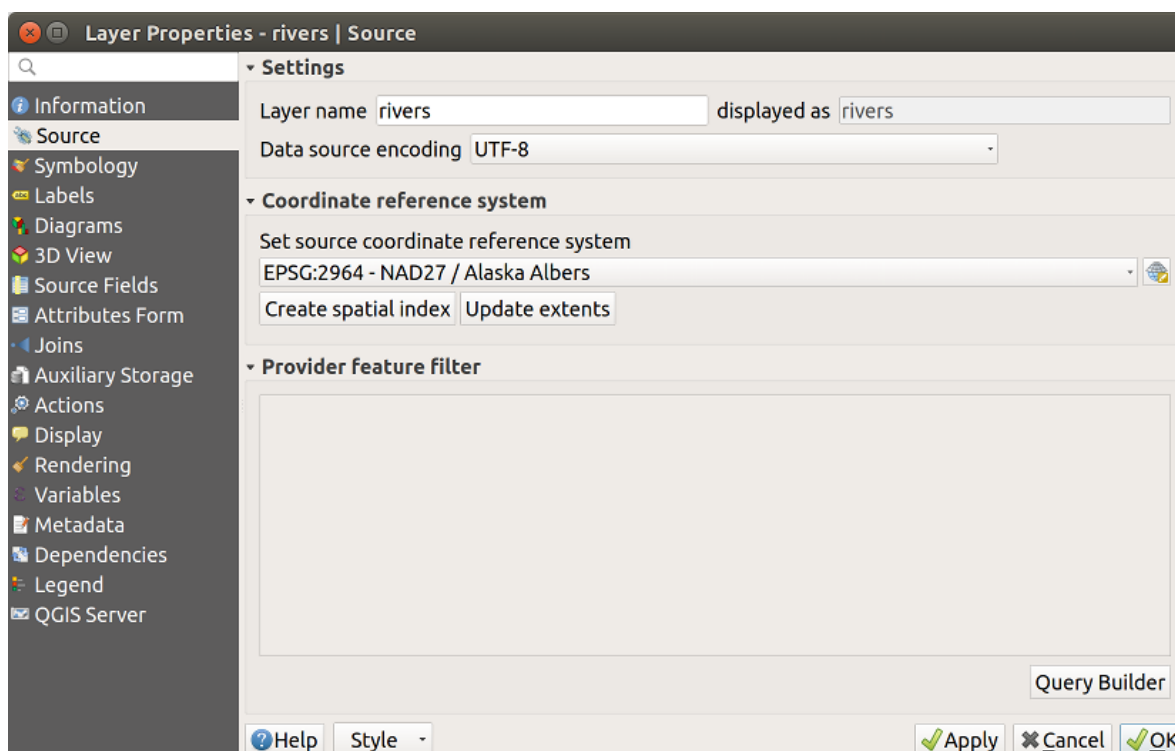 Layer Properties - rivers | Source
Settings
Information
Layer name rivers displayed as rivers
Source
Data source encoding UTF-8
Symbology
Labels
Coordinate reference system
Diagrams
Set source coordinate reference system
3D View
EPSG:2964 - NAD27 / Alaska Albers
Source Fields
Create spatial index Update extents
Attributes Form
Joins
Provider feature filter
Auxiliary Storage
Actions
Display
Rendering
Variables
Metadata
Dependencies
Legend
QGIS Server
Query Builder
Help Style Apply Cancel OK